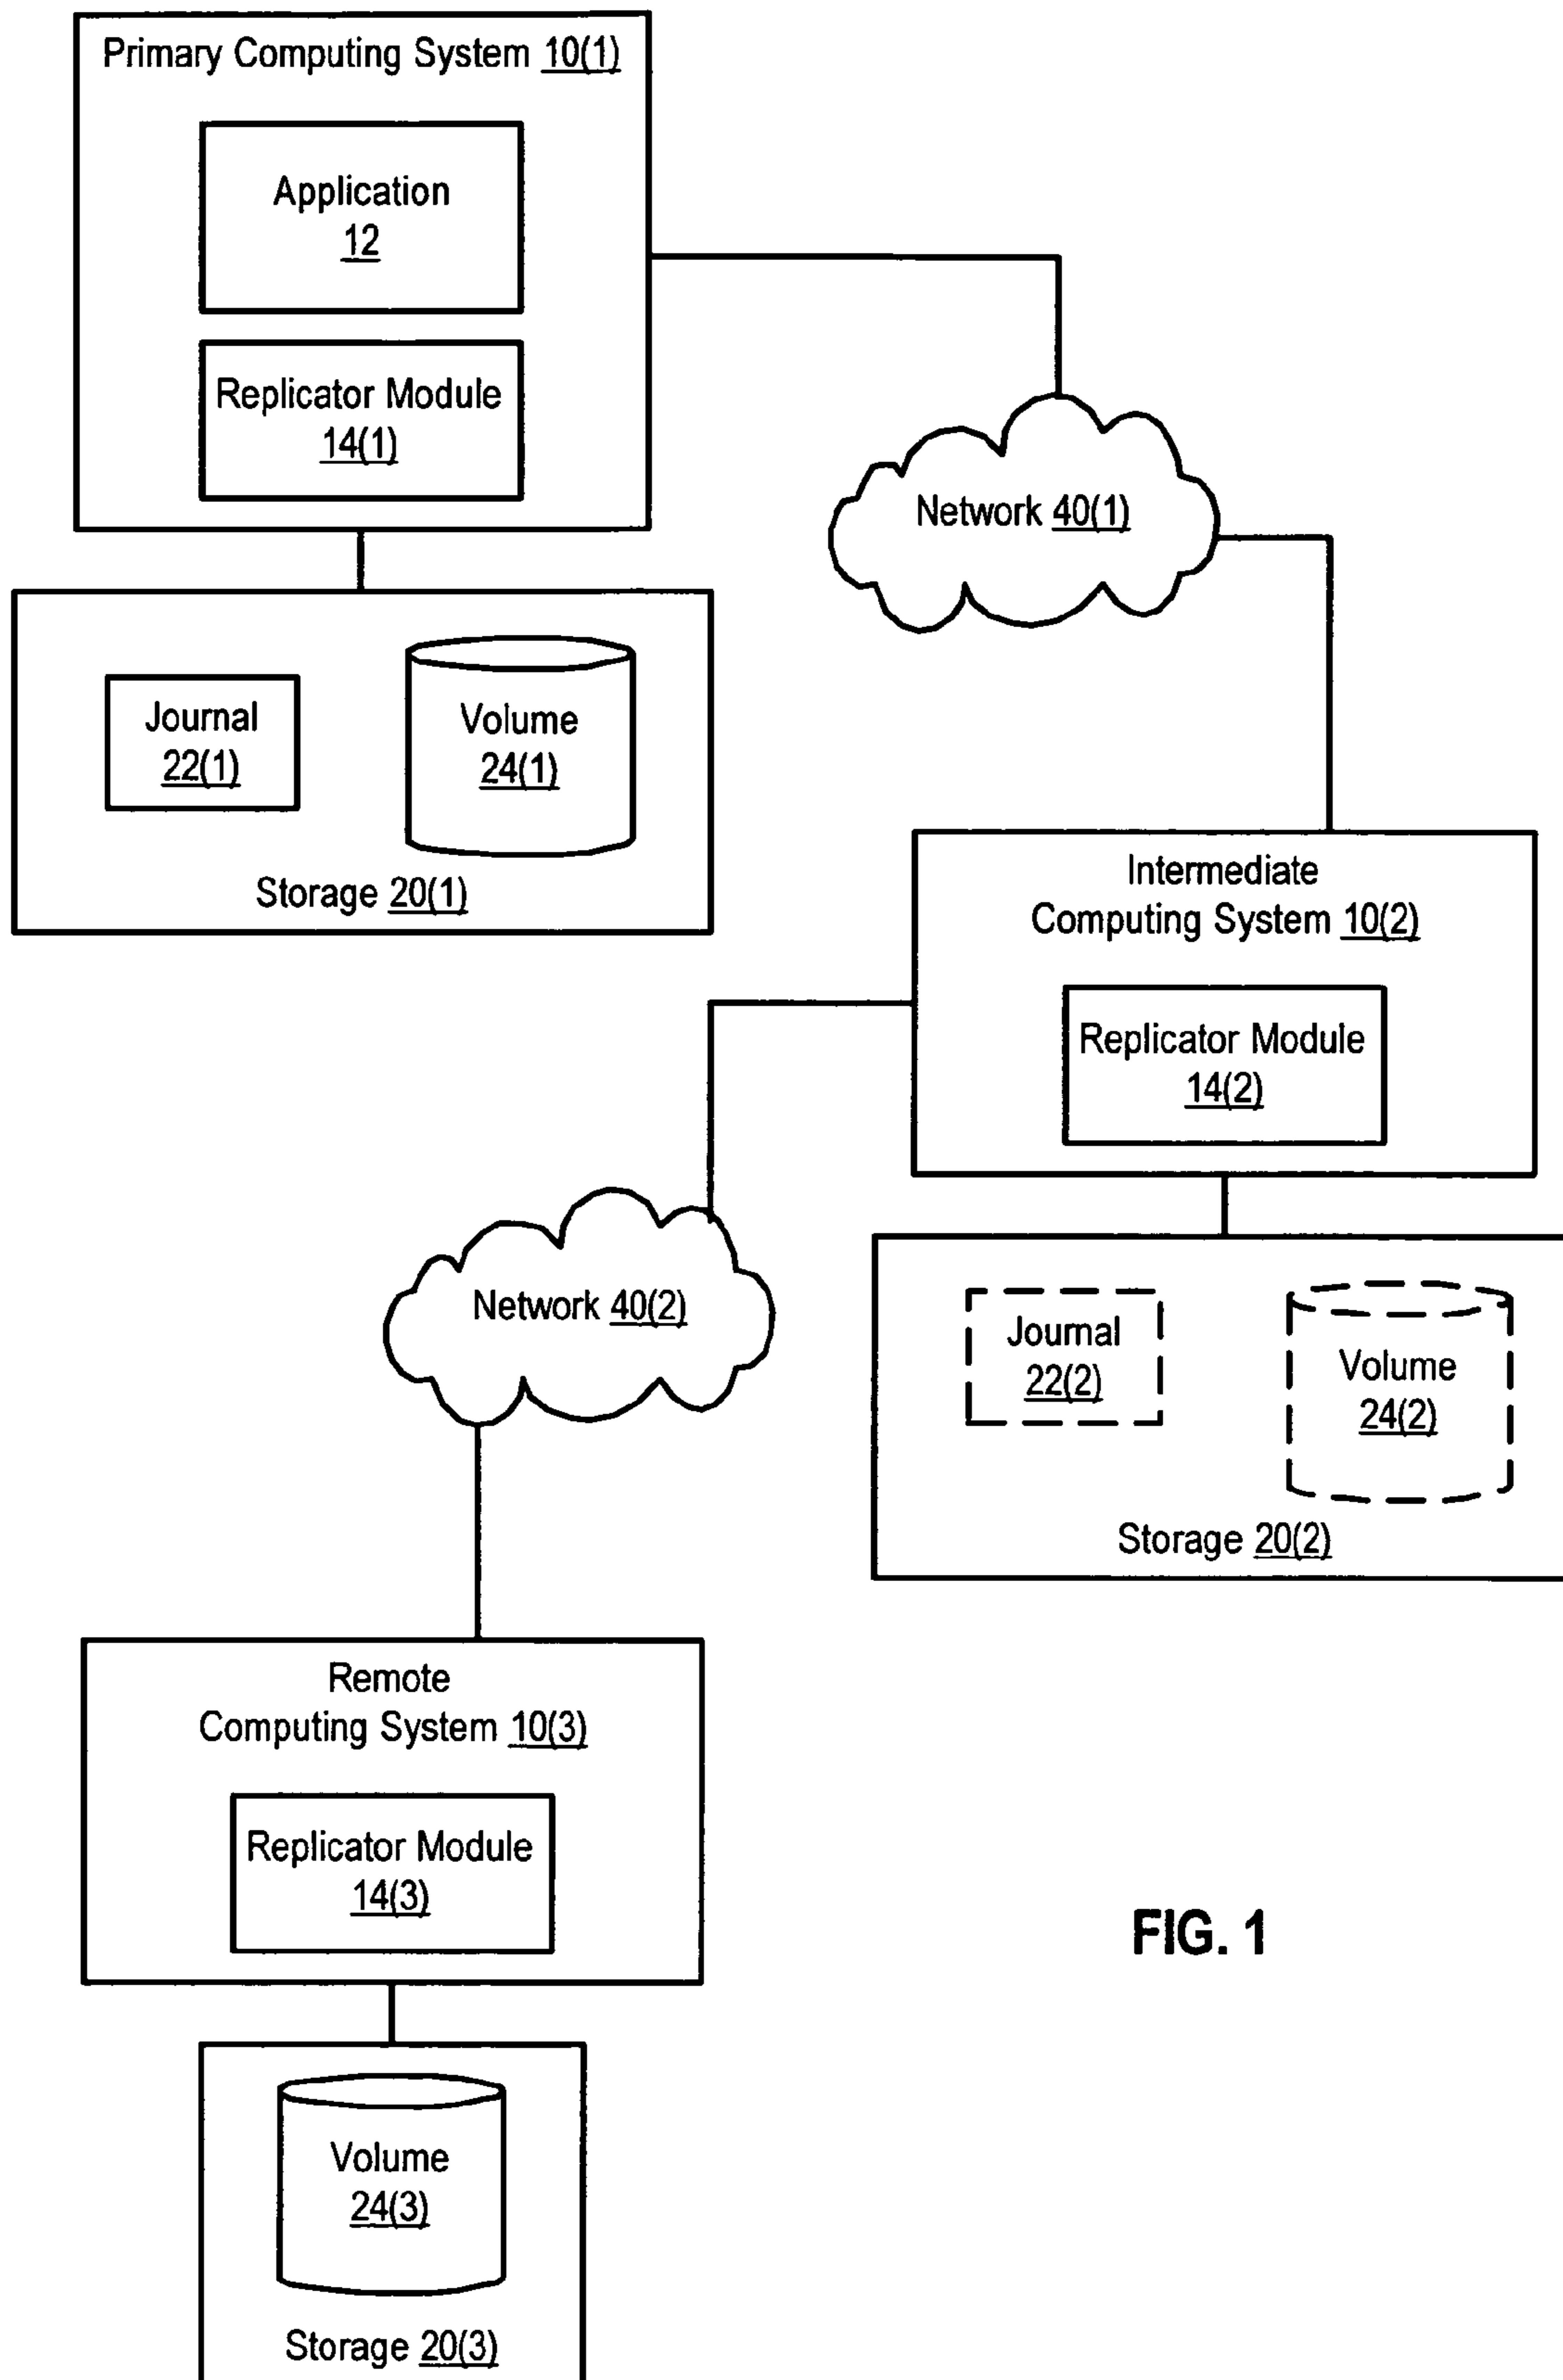 Primary Computing System 10(1)
Application
12
Replicator Module
14(1)
Network 40(1)
Journal
22(1)
Volume
24(1)
Storage 20(1)
Intermediate
Computing System 10(2)
Replicator Module
14(2)
Network 40(2)
Journal
22(2)
Volume
24(2)
Storage 20(2)
Remote
Computing System 10(3)
Replicator Module
14(3)
FIG. 1
Volume
24(3)
Storage 20(3)